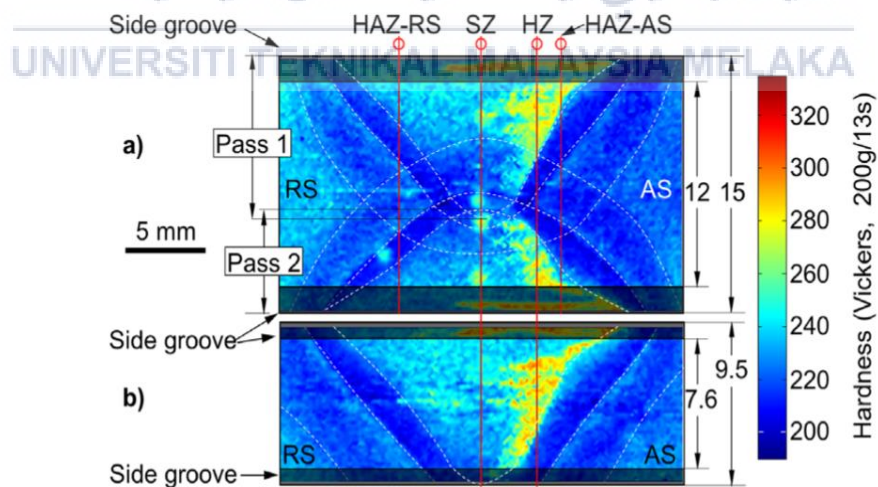 Side groove
HAZ-RS SZ HZ HAZ-AS
UNIVERSITI TEKNIKAL MALAYSIA MELAKA
a)
Pass 1
RS
AS
12
15
5 mm
Pass 2
Side groove
b)
RS
AS
7.6
9.5
Side groove
320
300
280
260
240
220
200
Hardness (Vickers, 200g/13s)